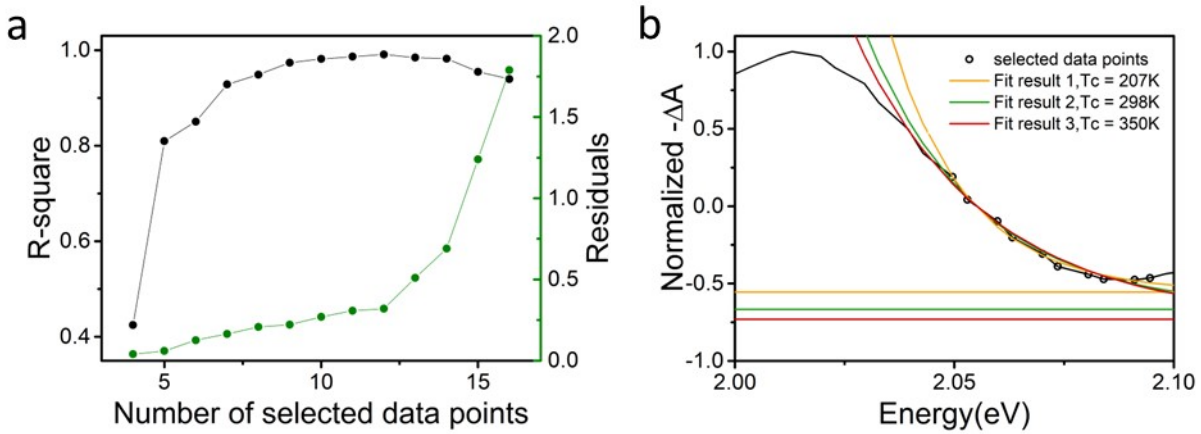 a
1.0
0.8
0.6
0.4
R-square
5
10
15
Number of selected data points
2.0
1.5
1.0
0.5
0.0
Residuals
b
1.0
0.5
0.0
-0.5
-1.0
Normalized -ΔA
selected data points
Fit result 1,Tc = 207K
Fit result 2,Tc = 298K
Fit result 3,Tc = 350K
2.00
2.05
2.10
Energy(eV)